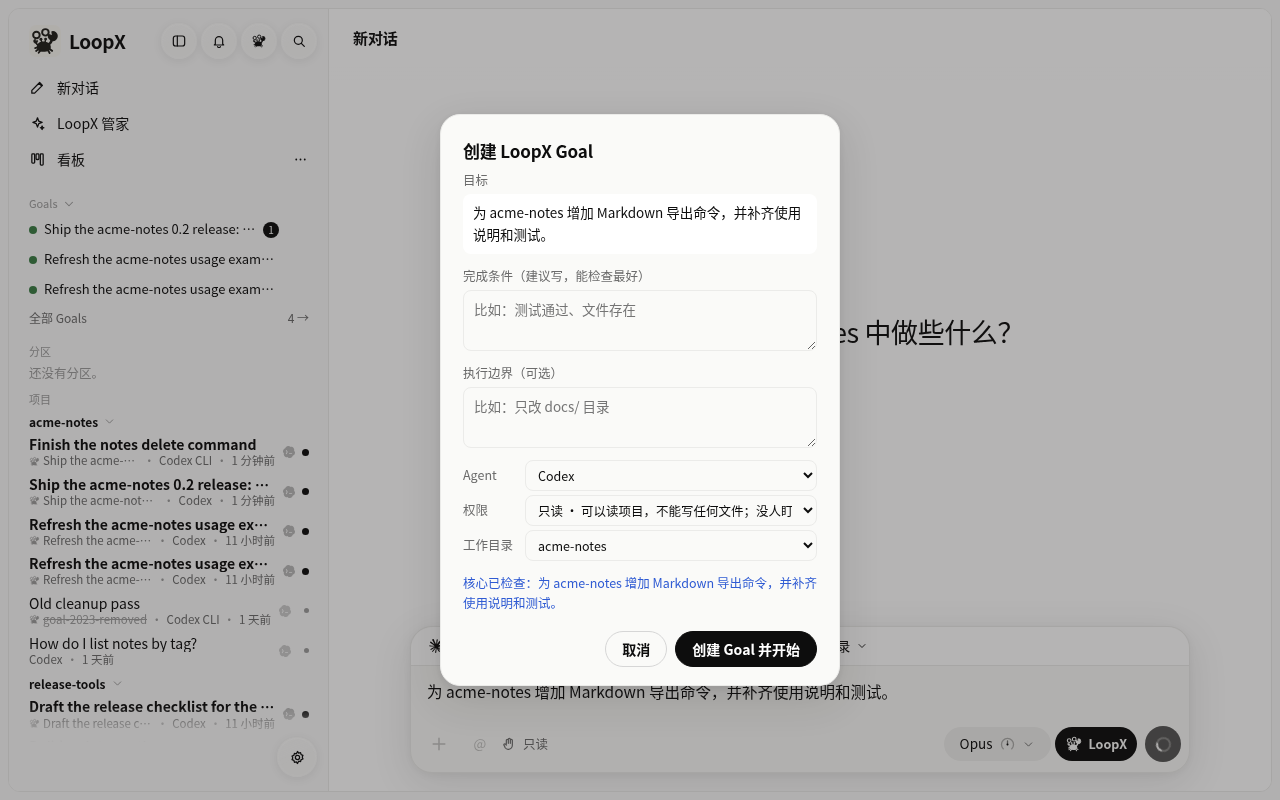 LoopX
新对话
LoopX 管家
看板
Goals
Ship the acme-notes 0.2 release: ··· 1
Refresh the acme-notes usage exam···
Refresh the acme-notes usage exam···
全部 Goals 4 →
分区
还没有分区。
项目
acme-notes
Finish the notes delete command
Ship the acme-··· · Codex CLI · 1 分钟前
Ship the acme-notes 0.2 release: ···
Ship the acme-not··· · Codex · 1 分钟前
Refresh the acme-notes usage ex···
Refresh the acme-··· · Codex · 11 小时前
Refresh the acme-notes usage ex···
Refresh the acme-··· · Codex · 11 小时前
Old cleanup pass
goal-2023-removed · Codex CLI · 1 天前
How do I list notes by tag?
Codex · 1 天前
release-tools
Draft the release checklist for the ···
Draft the release c··· · Codex · 11 小时前
新对话
es 中做些什么?
创建 LoopX Goal
目标
为 acme-notes 增加 Markdown 导出命令，并补齐使用
说明和测试。
完成条件（建议写，能检查最好）
比如：测试通过、文件存在
执行边界（可选）
比如：只改 docs/ 目录
Agent Codex
权限 只读 · 可以读项目，不能写任何文件；没人盯
工作目录 acme-notes
核心已检查：为 acme-notes 增加 Markdown 导出命令，并补齐
使用说明和测试。
取消 创建 Goal 并开始
录
为 acme-notes 增加 Markdown 导出命令，并补齐使用说明和测试。
@ 只读 Opus LoopX